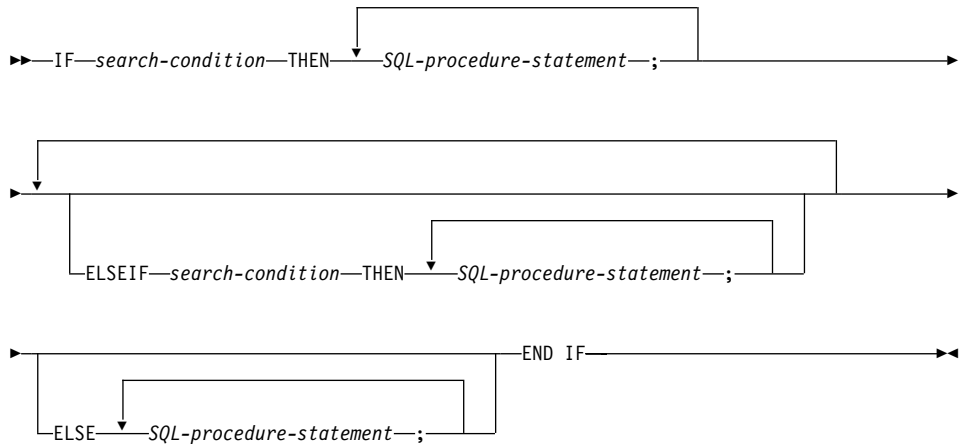 IF search-condition THEN SQL-procedure-statement ;
ELSEIF search-condition THEN SQL-procedure-statement ;
END IF
ELSE SQL-procedure-statement ;